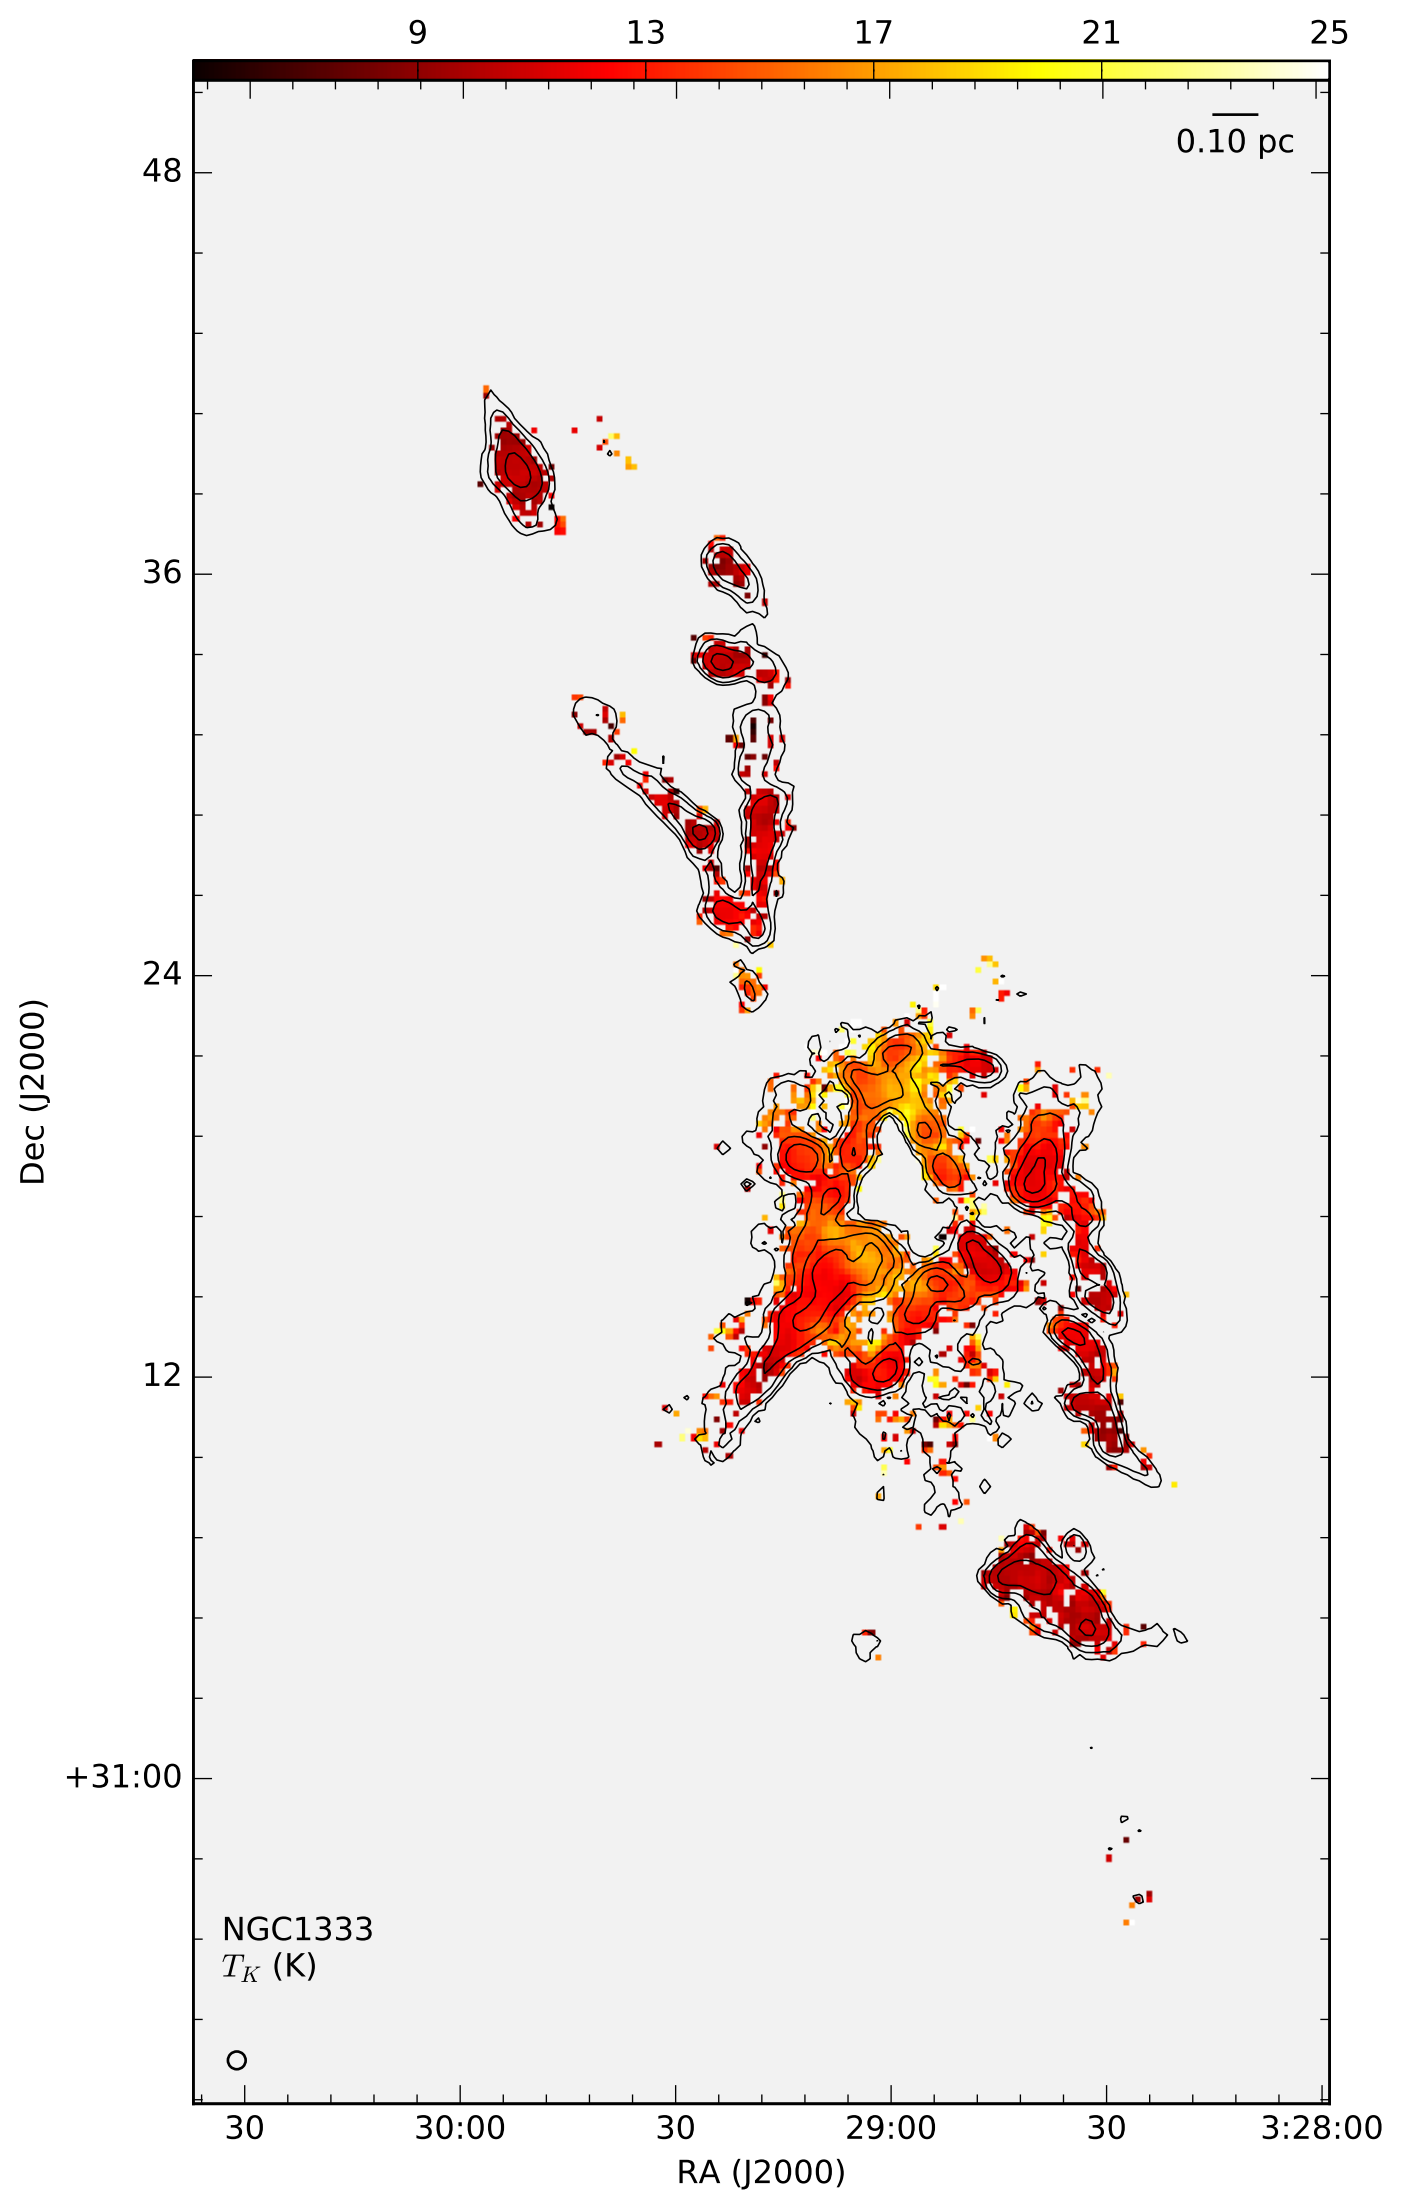 9 13 17 21 25
0.10 pc
48
36
24
12
+31:00
Dec (J2000)
NGC1333
T_K (K)
30 30:00 30 29:00 30 3:28:00
RA (J2000)